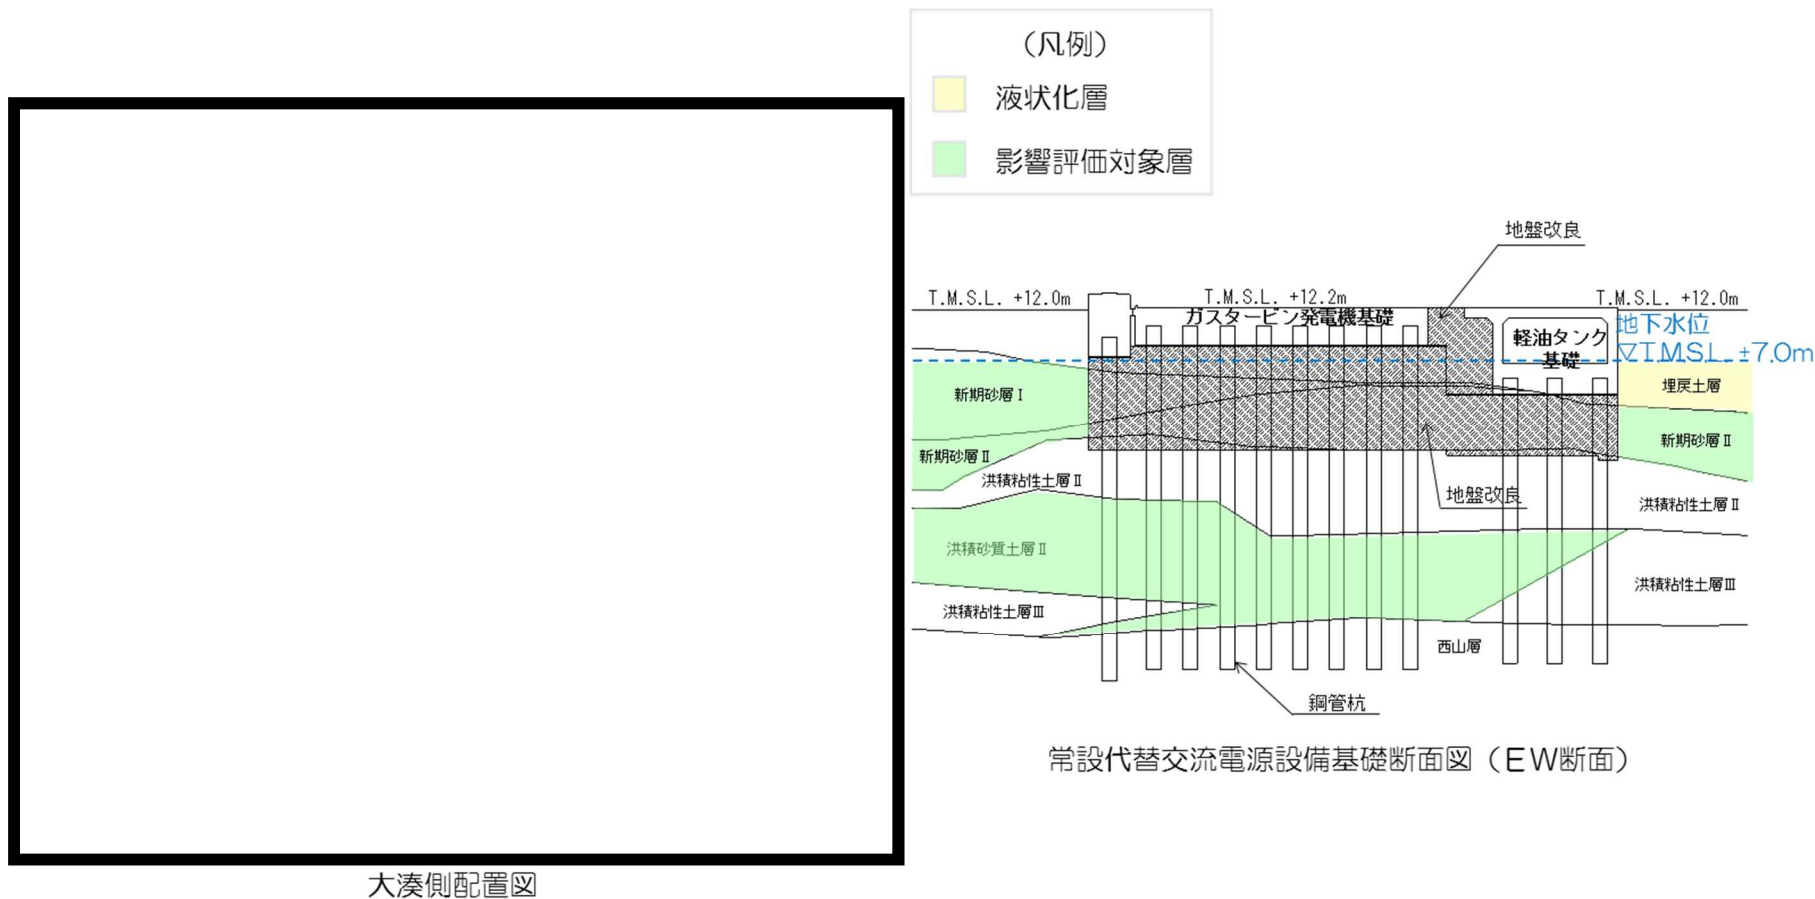 （凡例）
液状化層
影響評価対象層
地盤改良
T.M.S.L. +12.0m
T.M.S.L. +12.2m
T.M.S.L. +12.0m
ガスタービン発電機基礎
地下水位
▽T.M.S.L. ±7.0m
軽油タンク
基礎
新期砂層Ⅰ
埋戻土層
新期砂層Ⅱ
新期砂層Ⅱ
洪積粘性土層Ⅱ
地盤改良
洪積粘性土層Ⅱ
洪積砂質土層Ⅱ
洪積粘性土層Ⅲ
洪積粘性土層Ⅲ
西山層
鋼管杭
常設代替交流電源設備基礎断面図（ＥＷ断面）
大湊側配置図